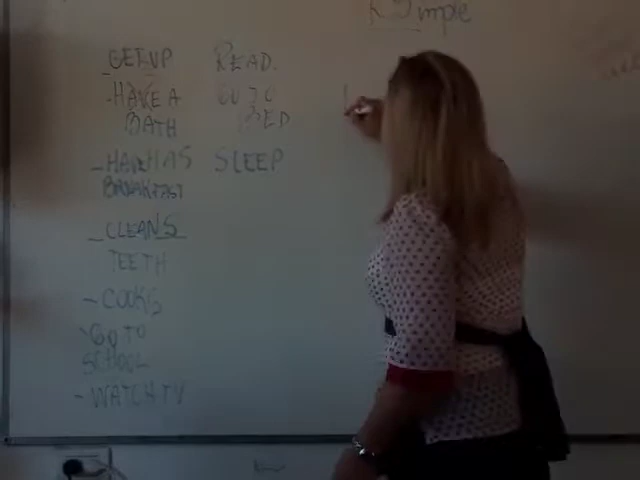 Simple
- GET UP
- HAVE A
BATH
- HAVE HAS
BREAKFAST
- CLEANS
TEETH
- COOKS
- GO TO
SCHOOL
- WATCH TV
READ.
GO TO
BED
SLEEP